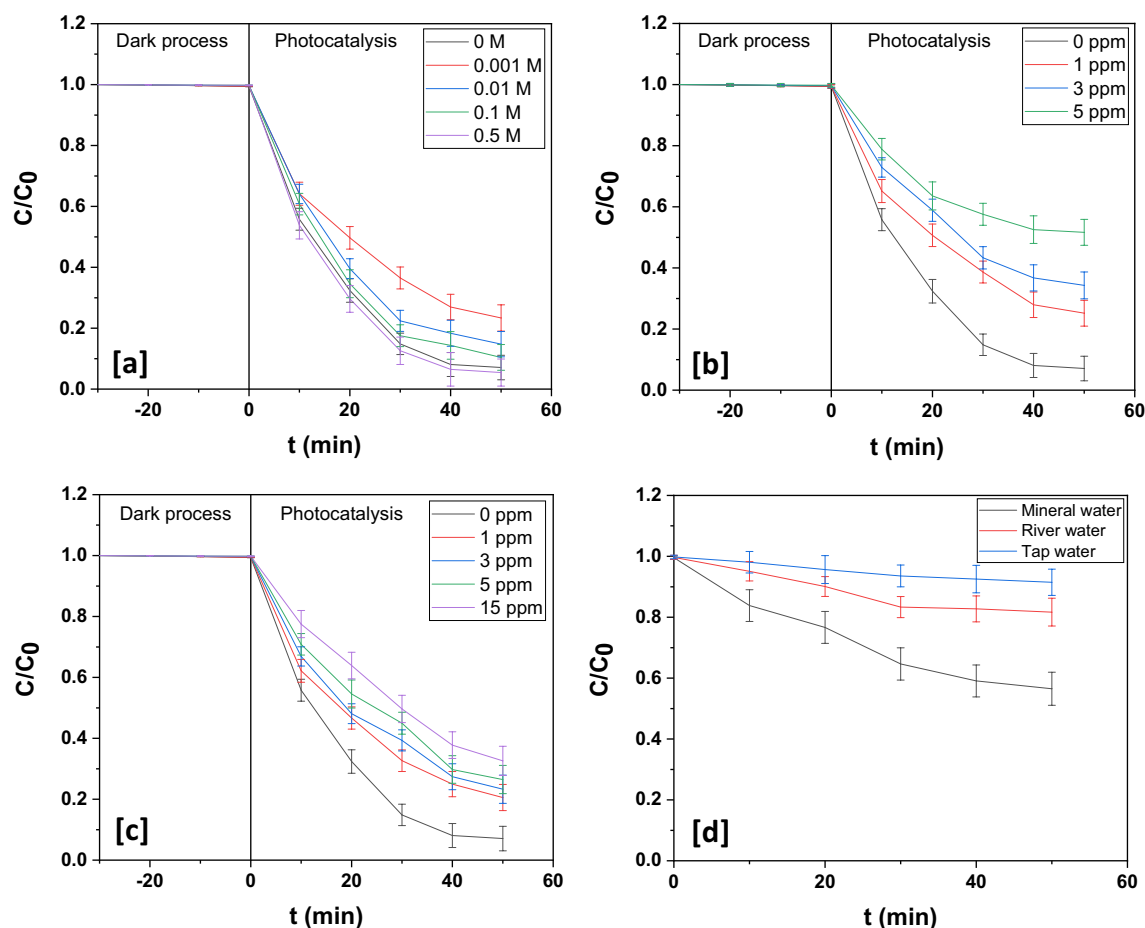 1.2
1.0
0.8
0.6
0.4
0.2
0.0
C/C0
Dark process
Photocatalysis
0 M
0.001 M
0.01 M
0.1 M
0.5 M
[a]
-20
0
20
40
60
t (min)
1.2
1.0
0.8
0.6
0.4
0.2
0.0
C/C0
Dark process
Photocatalysis
0 ppm
1 ppm
3 ppm
5 ppm
[b]
-20
0
20
40
60
t (min)
1.2
1.0
0.8
0.6
0.4
0.2
0.0
C/C0
Dark process
Photocatalysis
0 ppm
1 ppm
3 ppm
5 ppm
15 ppm
[c]
-20
0
20
40
60
t (min)
1.2
1.0
0.8
0.6
0.4
0.2
0.0
C/C0
Mineral water
River water
Tap water
[d]
0
20
40
60
t (min)